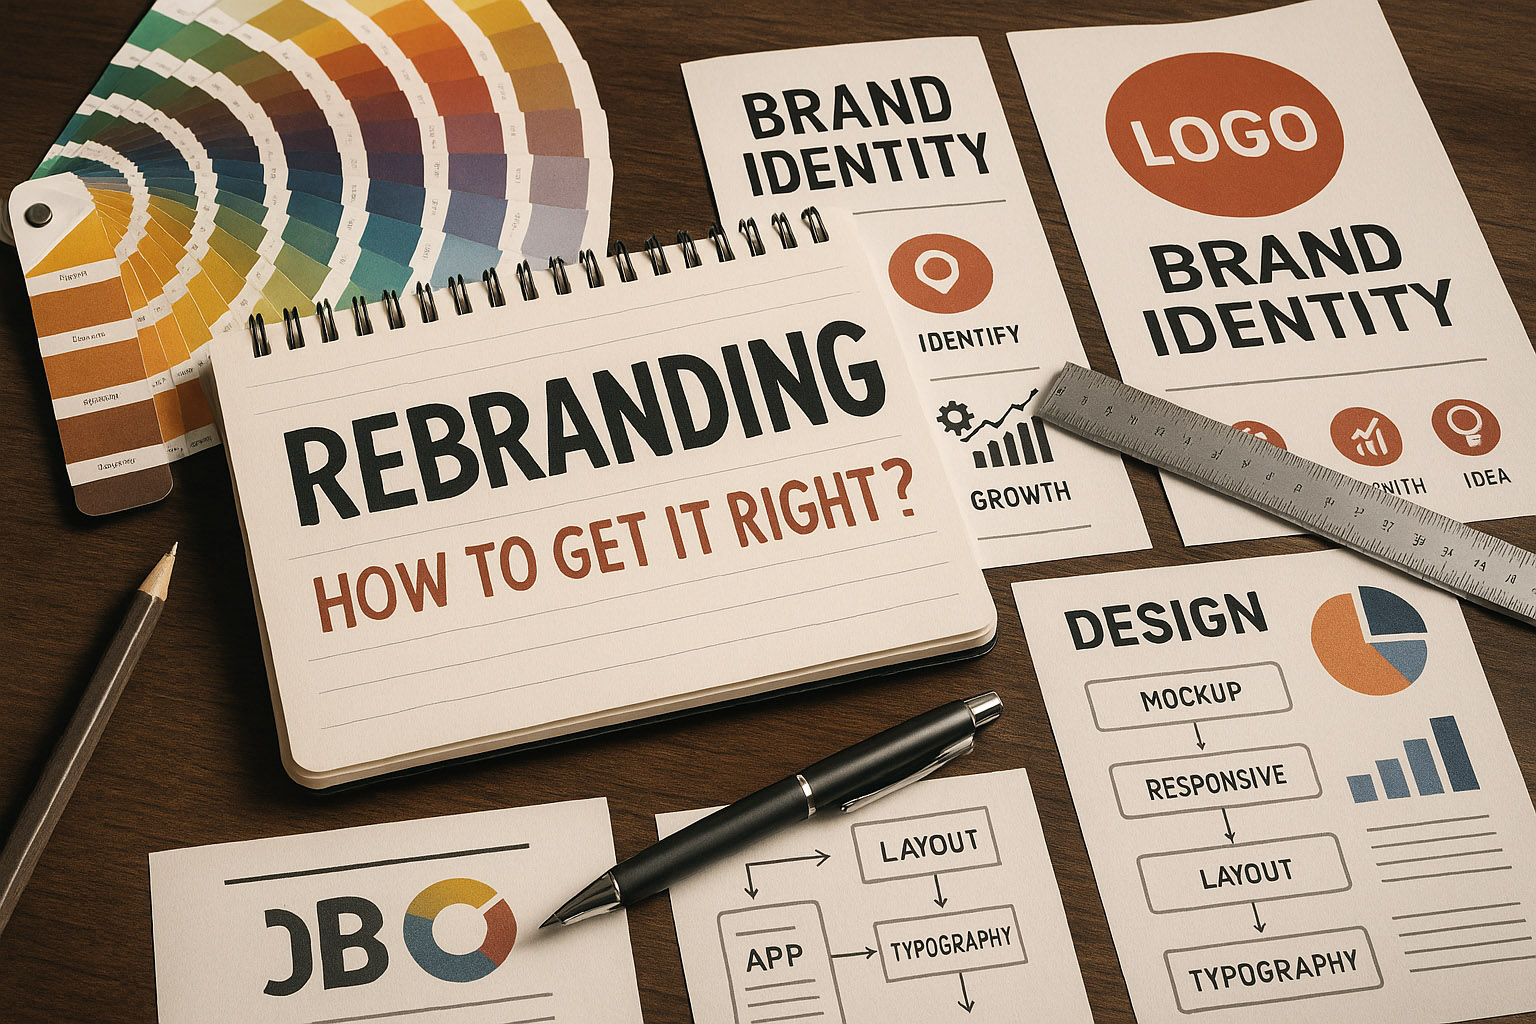 REBRANDING
HOW TO GET IT RIGHT?
BRAND
IDENTITY
IDENTIFY
GROWTH
LOGO
BRAND
IDENTITY
IDEA
DESIGN
MOCKUP
RESPONSIVE
LAYOUT
TYPOGRAPHY
LAYOUT
APP
TYPOGRAPHY